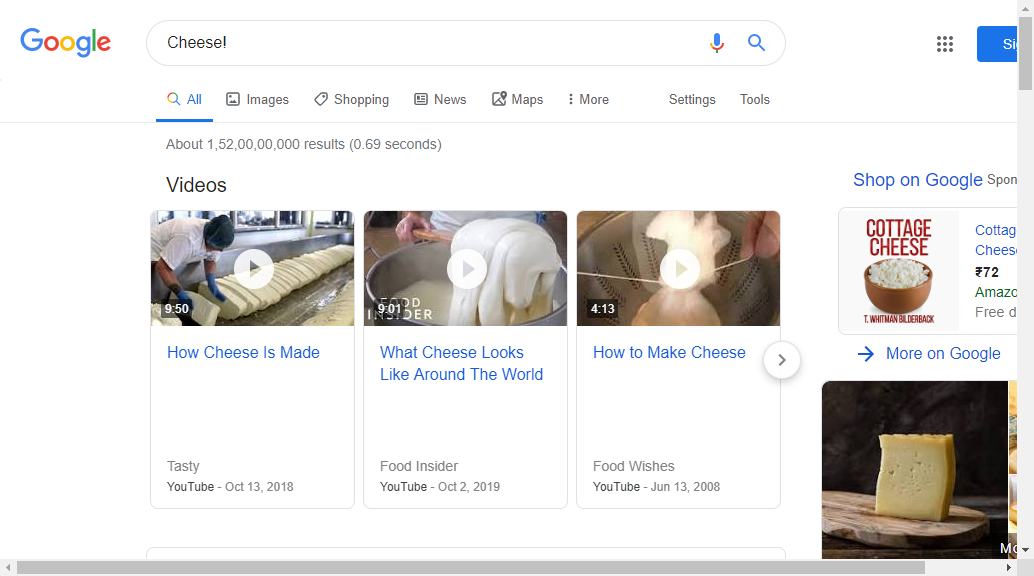 Google
Cheese!
Sig
All
Images
Shopping
News
Maps
More
Settings
Tools
About 1,52,00,00,000 results (0.69 seconds)
Videos
9:50
How Cheese Is Made
Tasty
YouTube - Oct 13, 2018
FOOD
INSIDER
9:01
What Cheese Looks
Like Around The World
Food Insider
YouTube - Oct 2, 2019
4:13
How to Make Cheese
Food Wishes
YouTube - Jun 13, 2008
Shop on Google Spon
COTTAGE
CHEESE
T. WHITMAN BILDERBACK
Cottag
Cheese
₹72
Amazo
Free d
More on Google
Mo